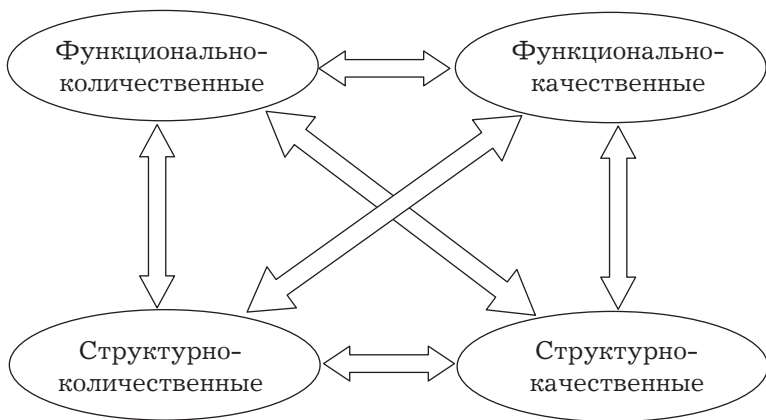 Функционально-
количественные
Функционально-
качественные
Структурно-
количественные
Структурно-
качественные